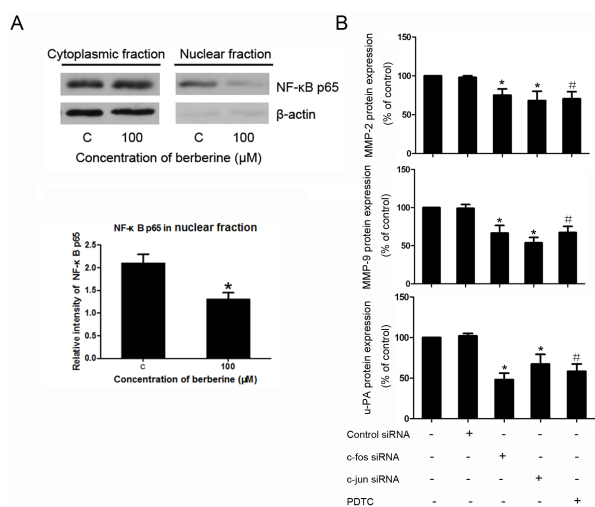 A
Cytoplasmic fraction Nuclear fraction
NF-κB p65
β-actin
C 100 C 100
Concentration of berberine (μM)
NF-κ B p65 in nuclear fraction
Relative intensity of NF-κ B p65
2.5
2.0
1.5
1.0
0.5
0.0
*
C 100
Concentration of berberine (μM)
B
MMP-2 protein expression
(% of control)
150
100
50
0
* * #
MMP-9 protein expression
(% of control)
150
100
50
0
* * #
u-PA protein expression
(% of control)
150
100
50
0
* * #
Control siRNA - + - - -
c-fos siRNA - - + - -
c-jun siRNA - - - + -
PDTC - - - - +